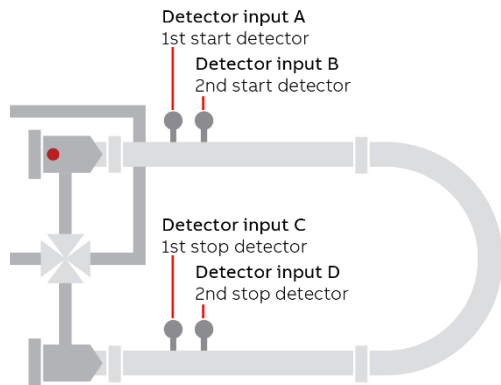 Detector input A
1st start detector
Detector input B
2nd start detector
Detector input C
1st stop detector
Detector input D
2nd stop detector